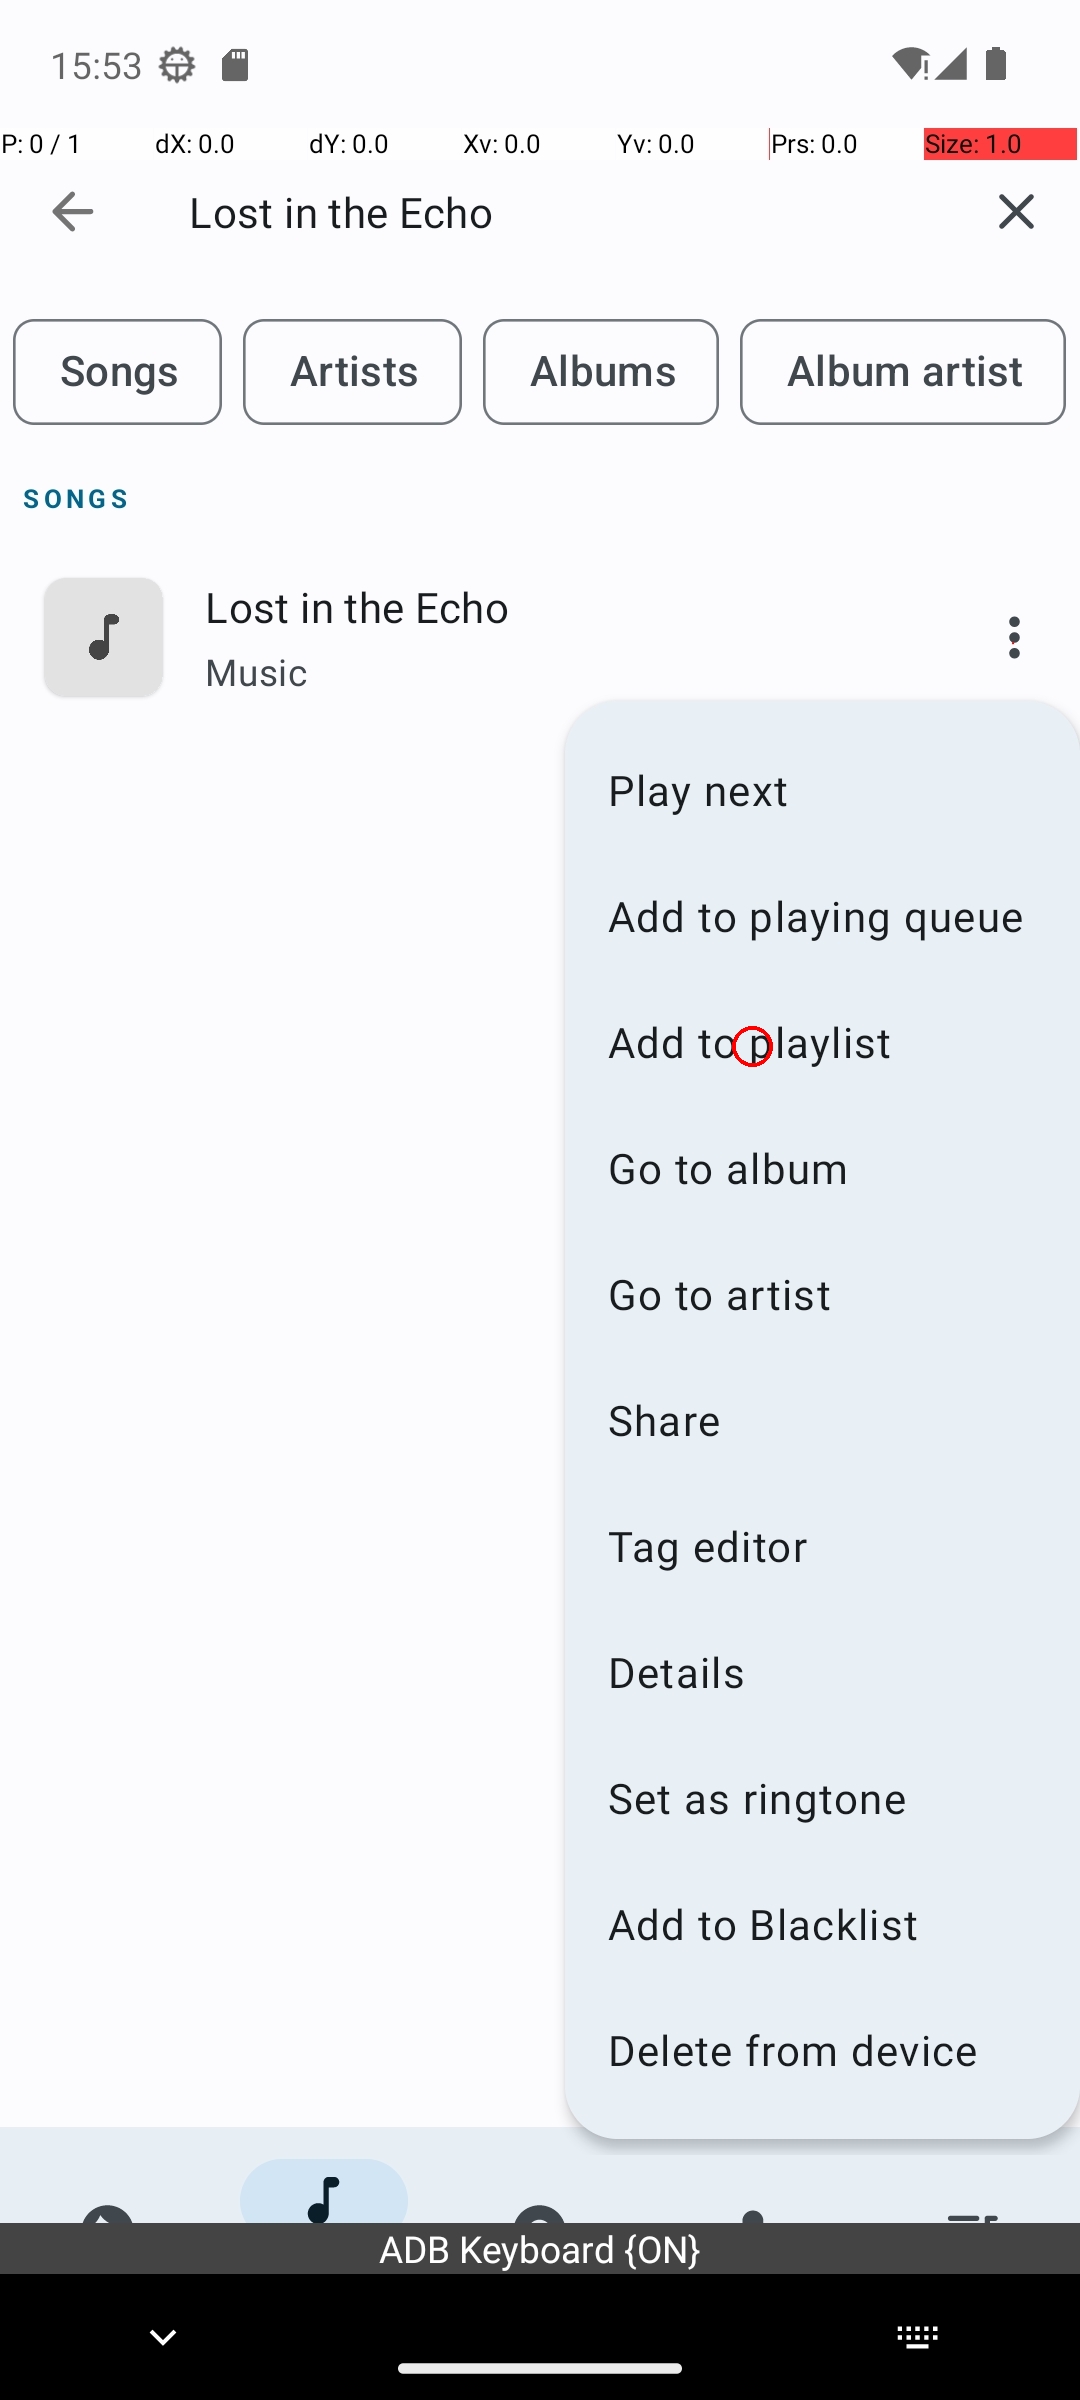 15:53
P: 0 / 1 dX: 0.0 dY: 0.0 Xv: 0.0 Yv: 0.0 Prs: 0.0 Size: 1.0
Lost in the Echo
Songs Artists Albums Album artist
SONGS
Lost in the Echo
Music
Play next
Add to playing queue
Add to playlist
Go to album
Go to artist
Share
Tag editor
Details
Set as ringtone
Add to Blacklist
Delete from device
ADB Keyboard {ON}